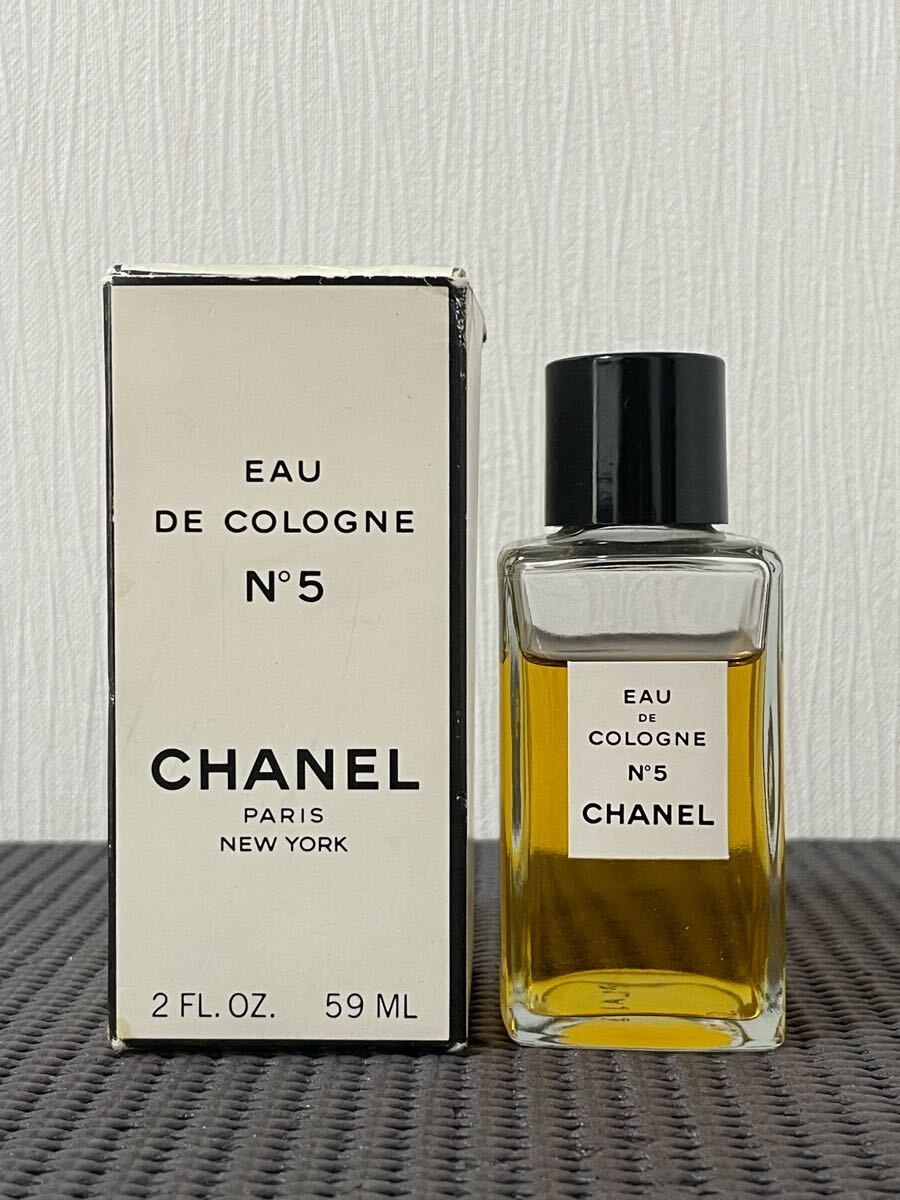 EAU
DE COLOGNE
N°5
CHANEL
PARIS
NEW YORK
2 FL. OZ. 59 ML
EAU
DE
COLOGNE
N°5
CHANEL